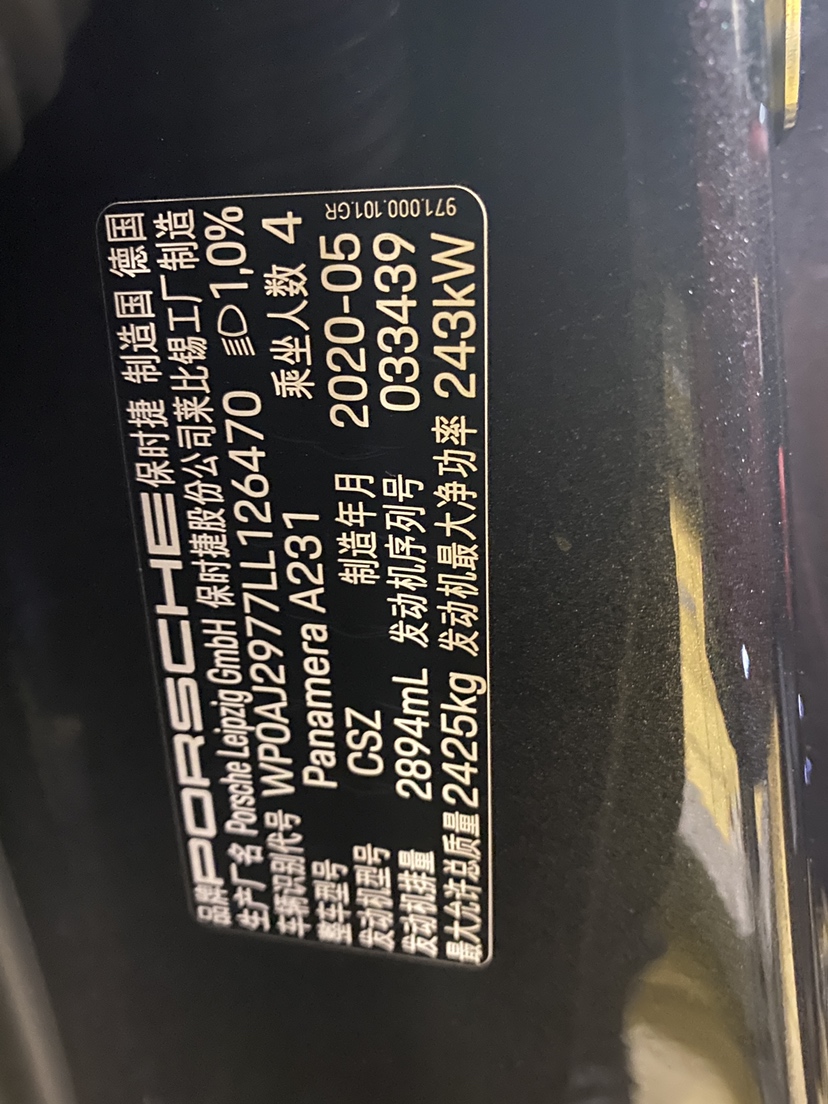 品牌 PORSCHE 保时捷 制造国 德国
生产厂名 Porsche Leipzig GmbH 保时捷股份公司莱比锡工厂制造
车辆识别代号 WP0AJ2977LL126470 1,0%
整车型号 Panamera A231 乘坐人数 4
发动机型号 CSZ 制造年月 2020-05
发动机排量 2894mL 发动机序列号 033439
最大允许总质量 2425kg 发动机最大净功率 243kW
971.000.101.GR